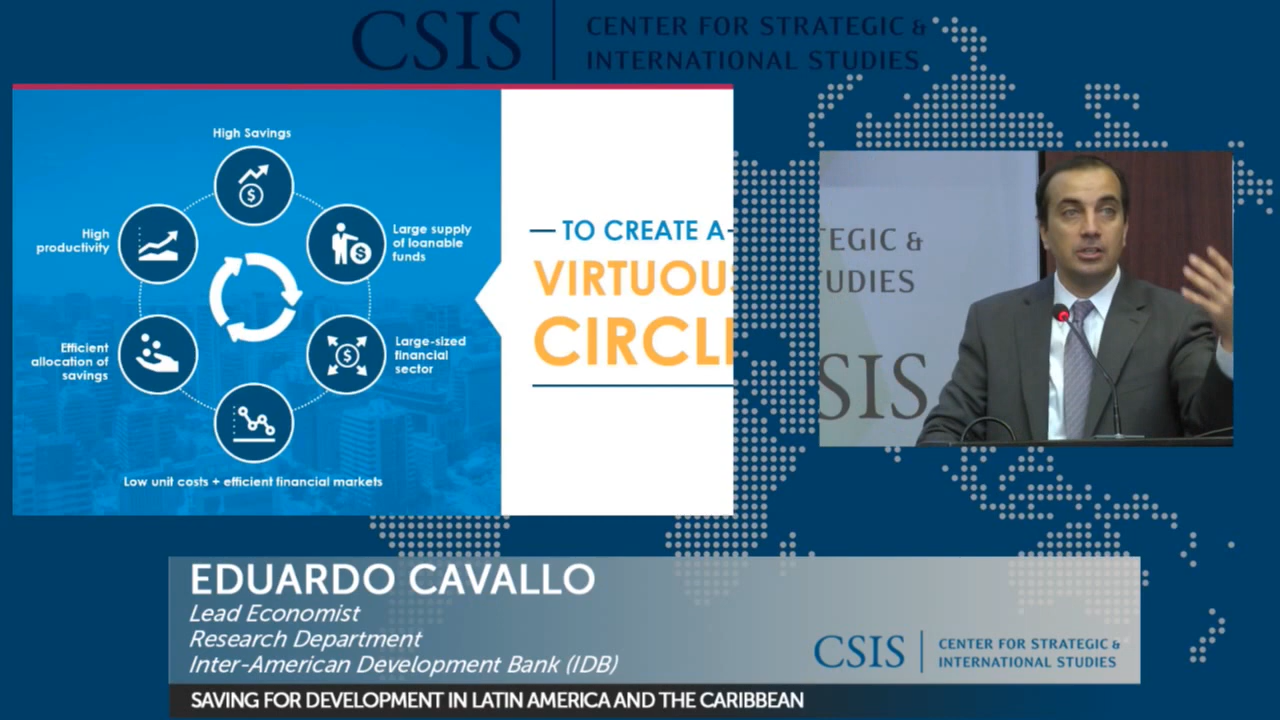 CSIS
CENTER FOR STRATEGIC &
INTERNATIONAL STUDIES
High Savings
High
productivity
Large supply
of loanable
funds
Efficient
allocation of
savings
Large-sized
financial
sector
Low unit costs + efficient financial markets
TO CREATE A
VIRTUOUS
CIRCL
TEGIC &
UDIES
SIS
EDUARDO CAVALLO
Lead Economist
Research Department
Inter-American Development Bank (IDB)
CSIS
CENTER FOR STRATEGIC &
INTERNATIONAL STUDIES
SAVING FOR DEVELOPMENT IN LATIN AMERICA AND THE CARIBBEAN